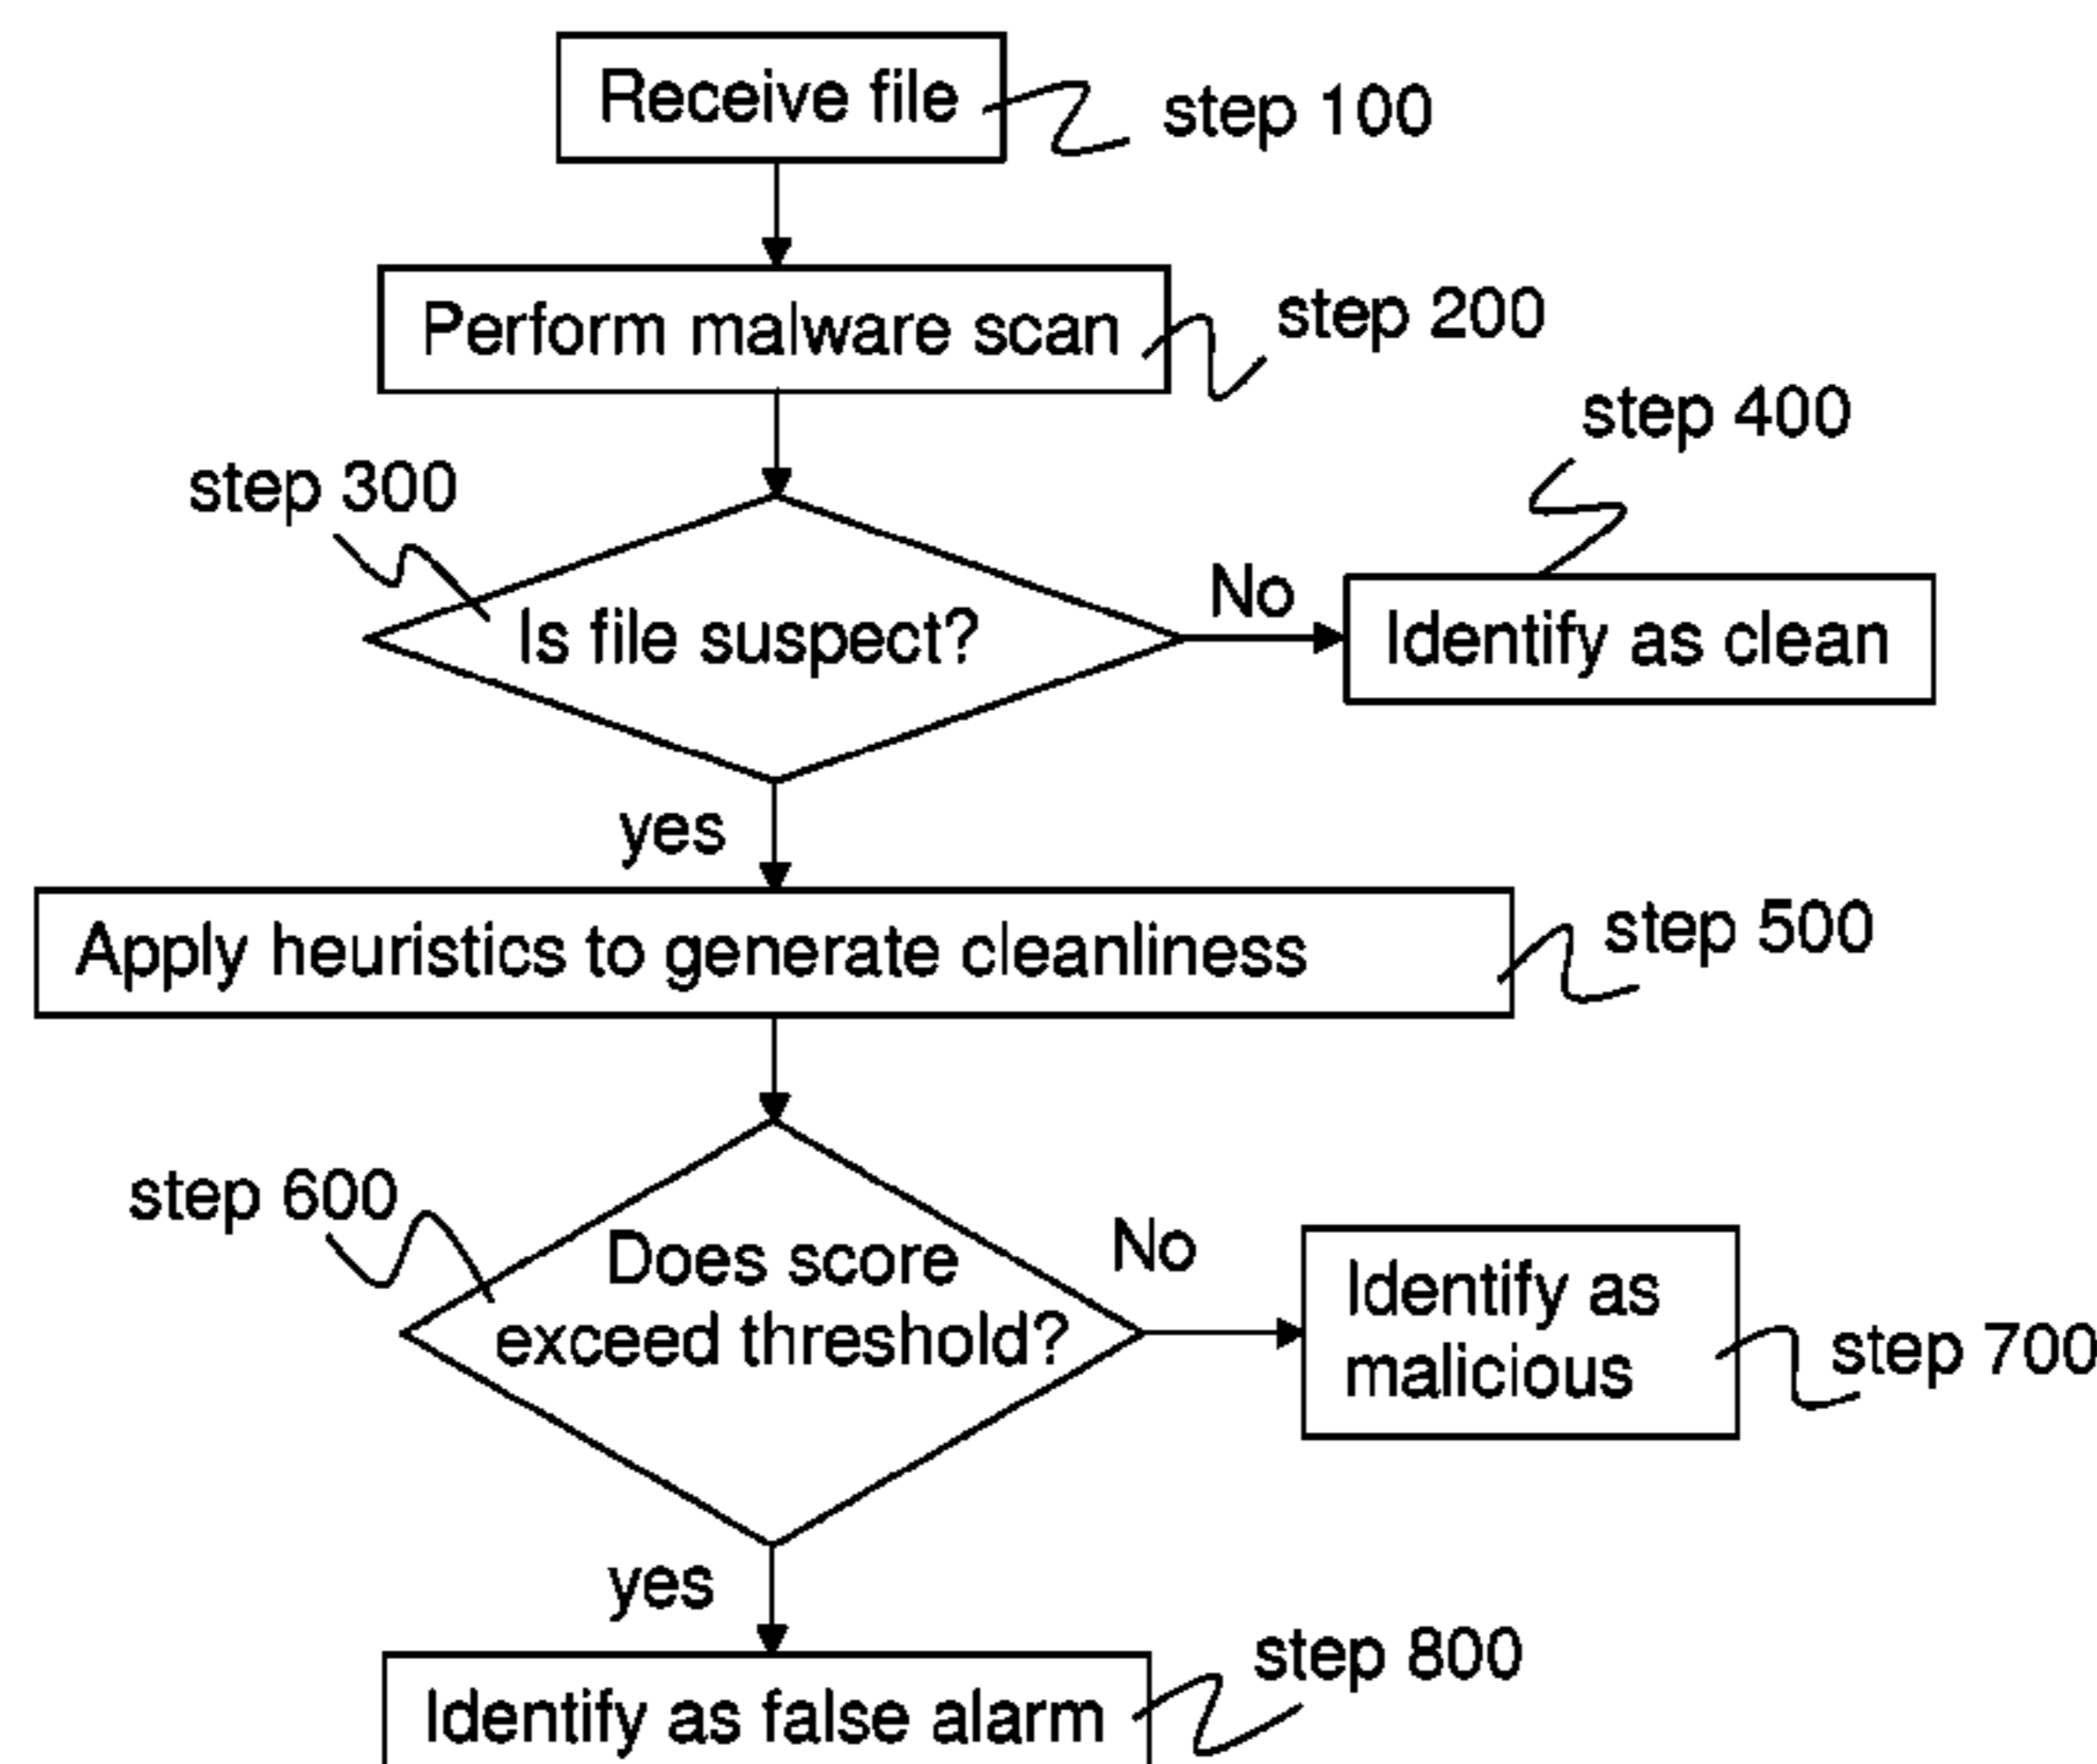 Receive file
step 100
Perform malware scan
step 200
step 400
step 300
Is file suspect?
No
Identify as clean
yes
Apply heuristics to generate cleanliness
step 500
step 600
Does score
exceed threshold?
No
Identify as
malicious
step 700
yes
Identify as false alarm
step 800